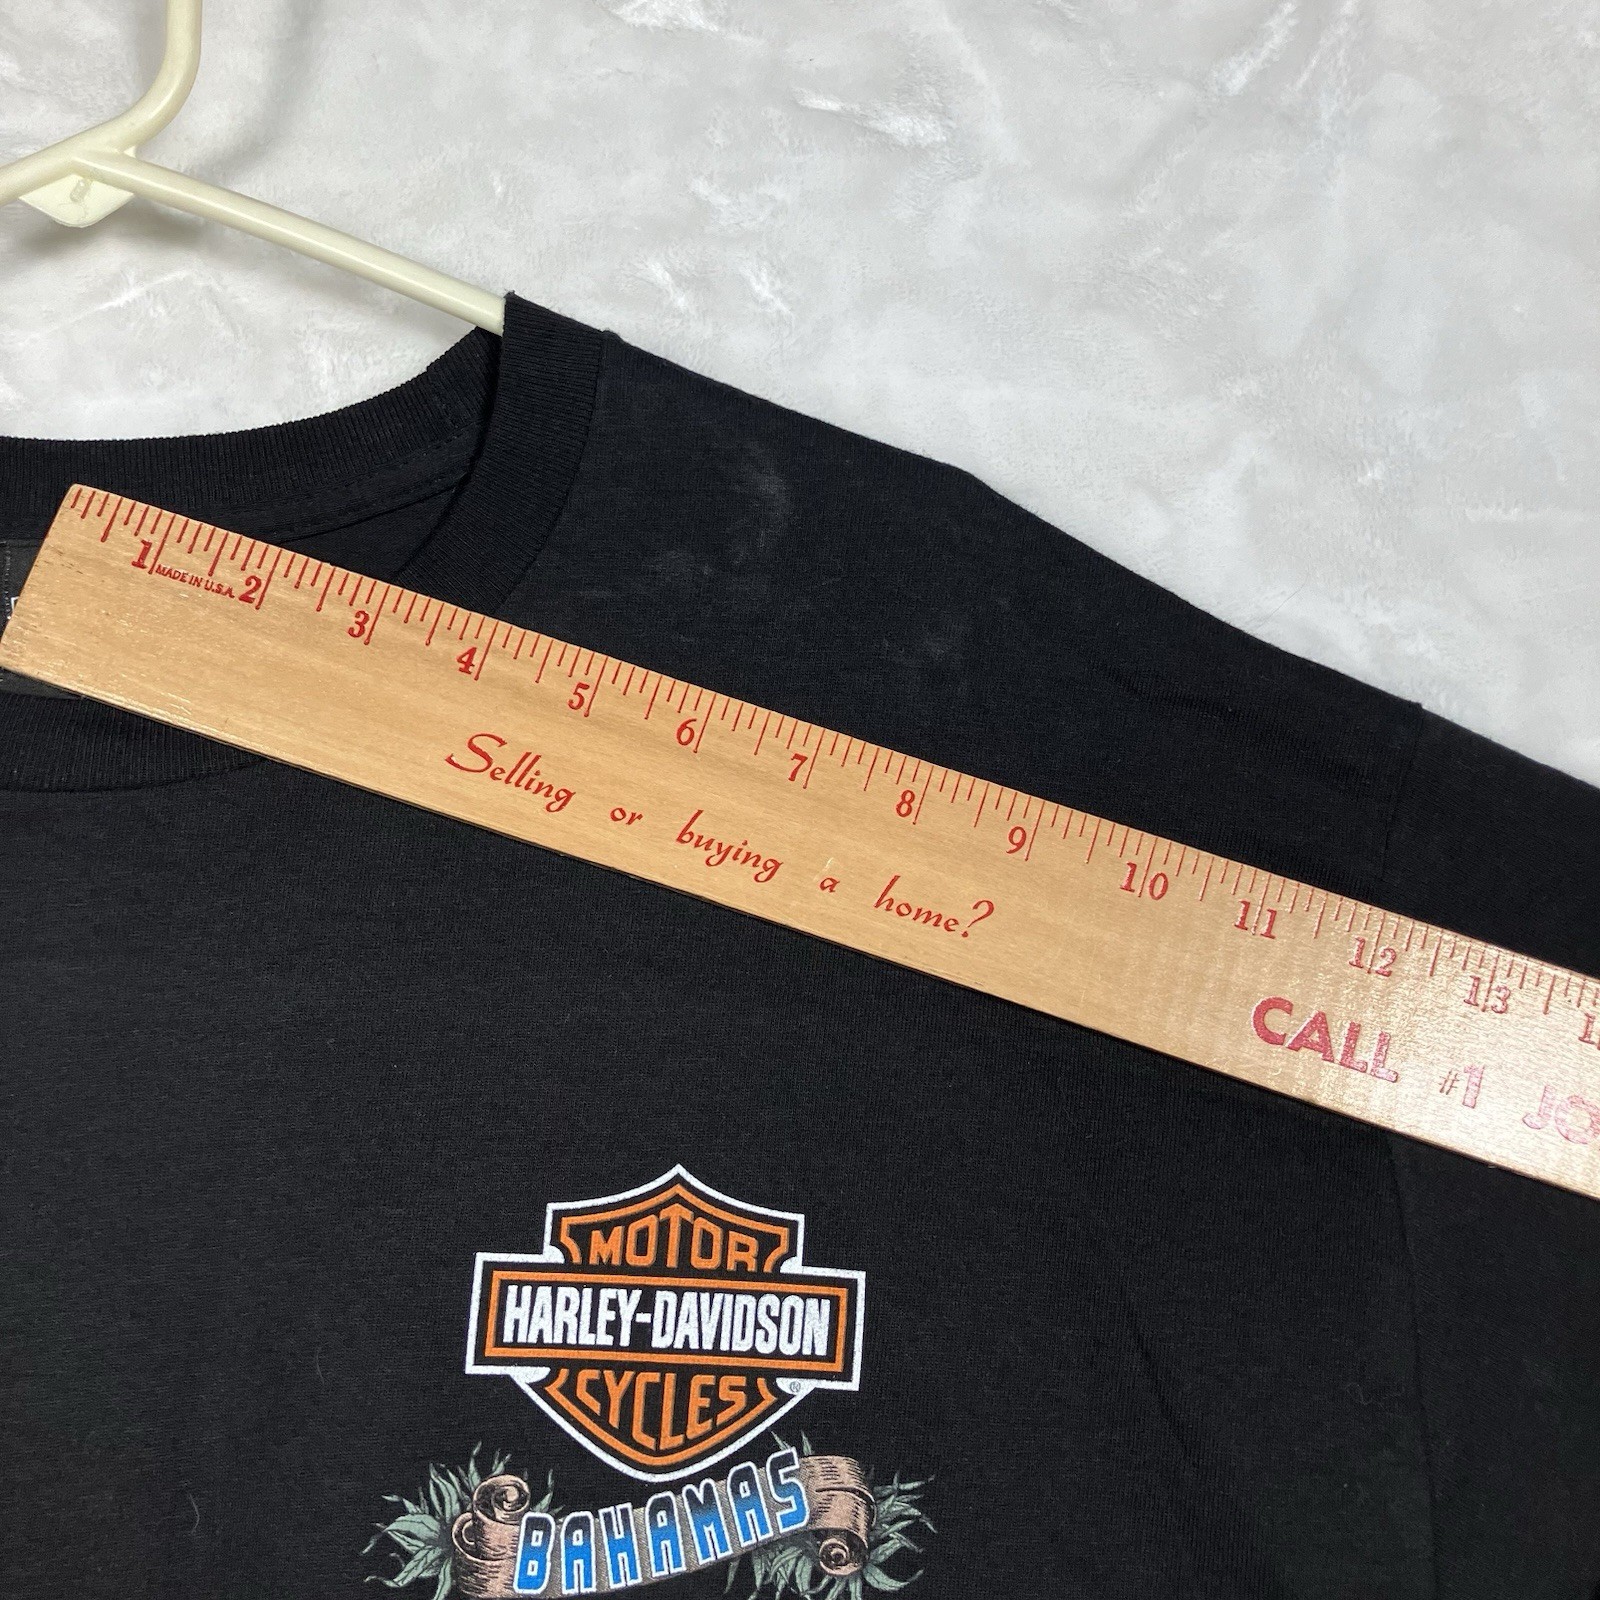 1 2 3 4 5 6 7 8 9 10 11 12 13
MADE IN U.S.A.
Selling or buying a home?
CALL #1
MOTOR
HARLEY-DAVIDSON
CYCLES ®
BAHAMAS